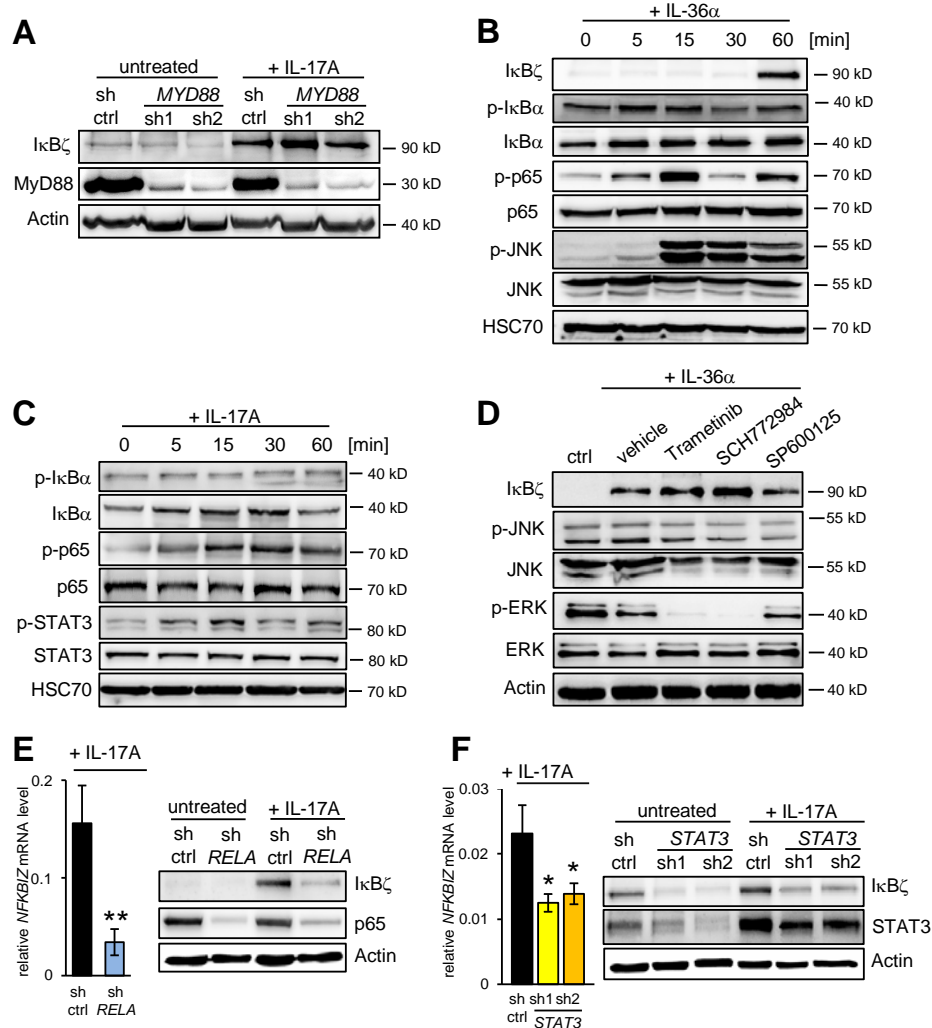 A
untreated
+ IL-17A
sh ctrl
MYD88
sh ctrl
MYD88
sh1 sh2
sh1 sh2
IκBζ
90 kD
MyD88
30 kD
Actin
40 kD
B
+ IL-36α
0 5 15 30 60 [min]
IκBζ
90 kD
p-IκBα
40 kD
IκBα
40 kD
p-p65
70 kD
p65
70 kD
p-JNK
55 kD
JNK
55 kD
HSC70
70 kD
C
+ IL-17A
0 5 15 30 60 [min]
p-IκBα
40 kD
IκBα
40 kD
p-p65
70 kD
p65
70 kD
p-STAT3
80 kD
STAT3
80 kD
HSC70
70 kD
D
+ IL-36α
ctrl vehicle Trametinib SCH772984 SP600125
IκBζ
90 kD
p-JNK
55 kD
JNK
55 kD
p-ERK
40 kD
ERK
40 kD
Actin
40 kD
E
+ IL-17A
relative NFKBIZ mRNA level
0.2
0.1
0
**
sh ctrl
sh RELA
untreated
+ IL-17A
sh ctrl
sh RELA
sh ctrl
sh RELA
IκBζ
p65
Actin
F
+ IL-17A
relative NFKBIZ mRNA level
0.03
0.02
0.01
0.00
*
*
sh ctrl
sh1 sh2
STAT3
untreated
+ IL-17A
sh ctrl
STAT3
sh ctrl
STAT3
sh1 sh2
sh1 sh2
IκBζ
STAT3
Actin